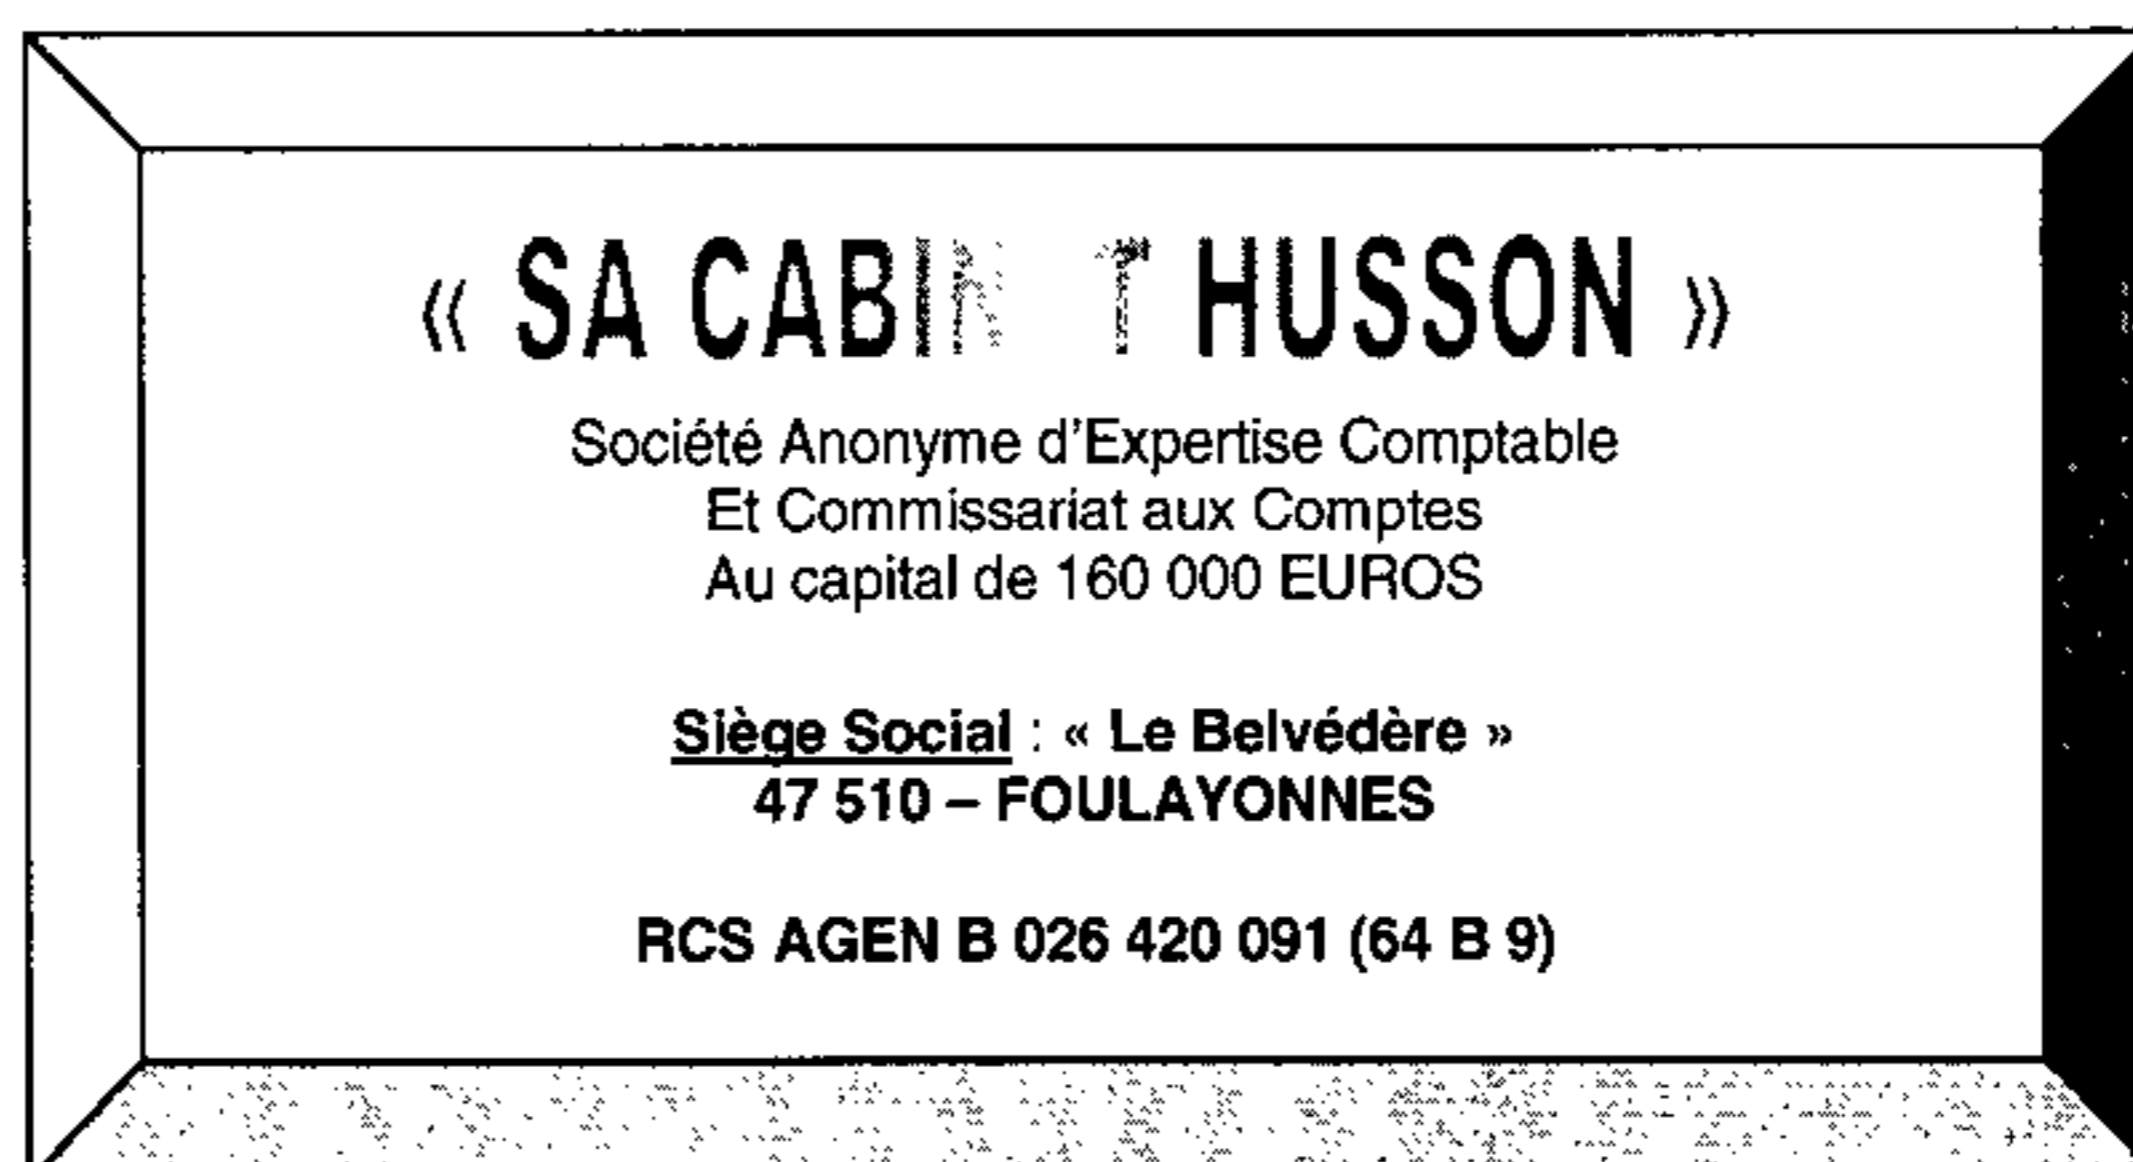 « SA CABINET HUSSON »
Société Anonyme d'Expertise Comptable
Et Commissariat aux Comptes
Au capital de 160 000 EUROS
Siège Social : « Le Belvédère »
47 510 – FOULAYONNES
RCS AGEN B 026 420 091 (64 B 9)